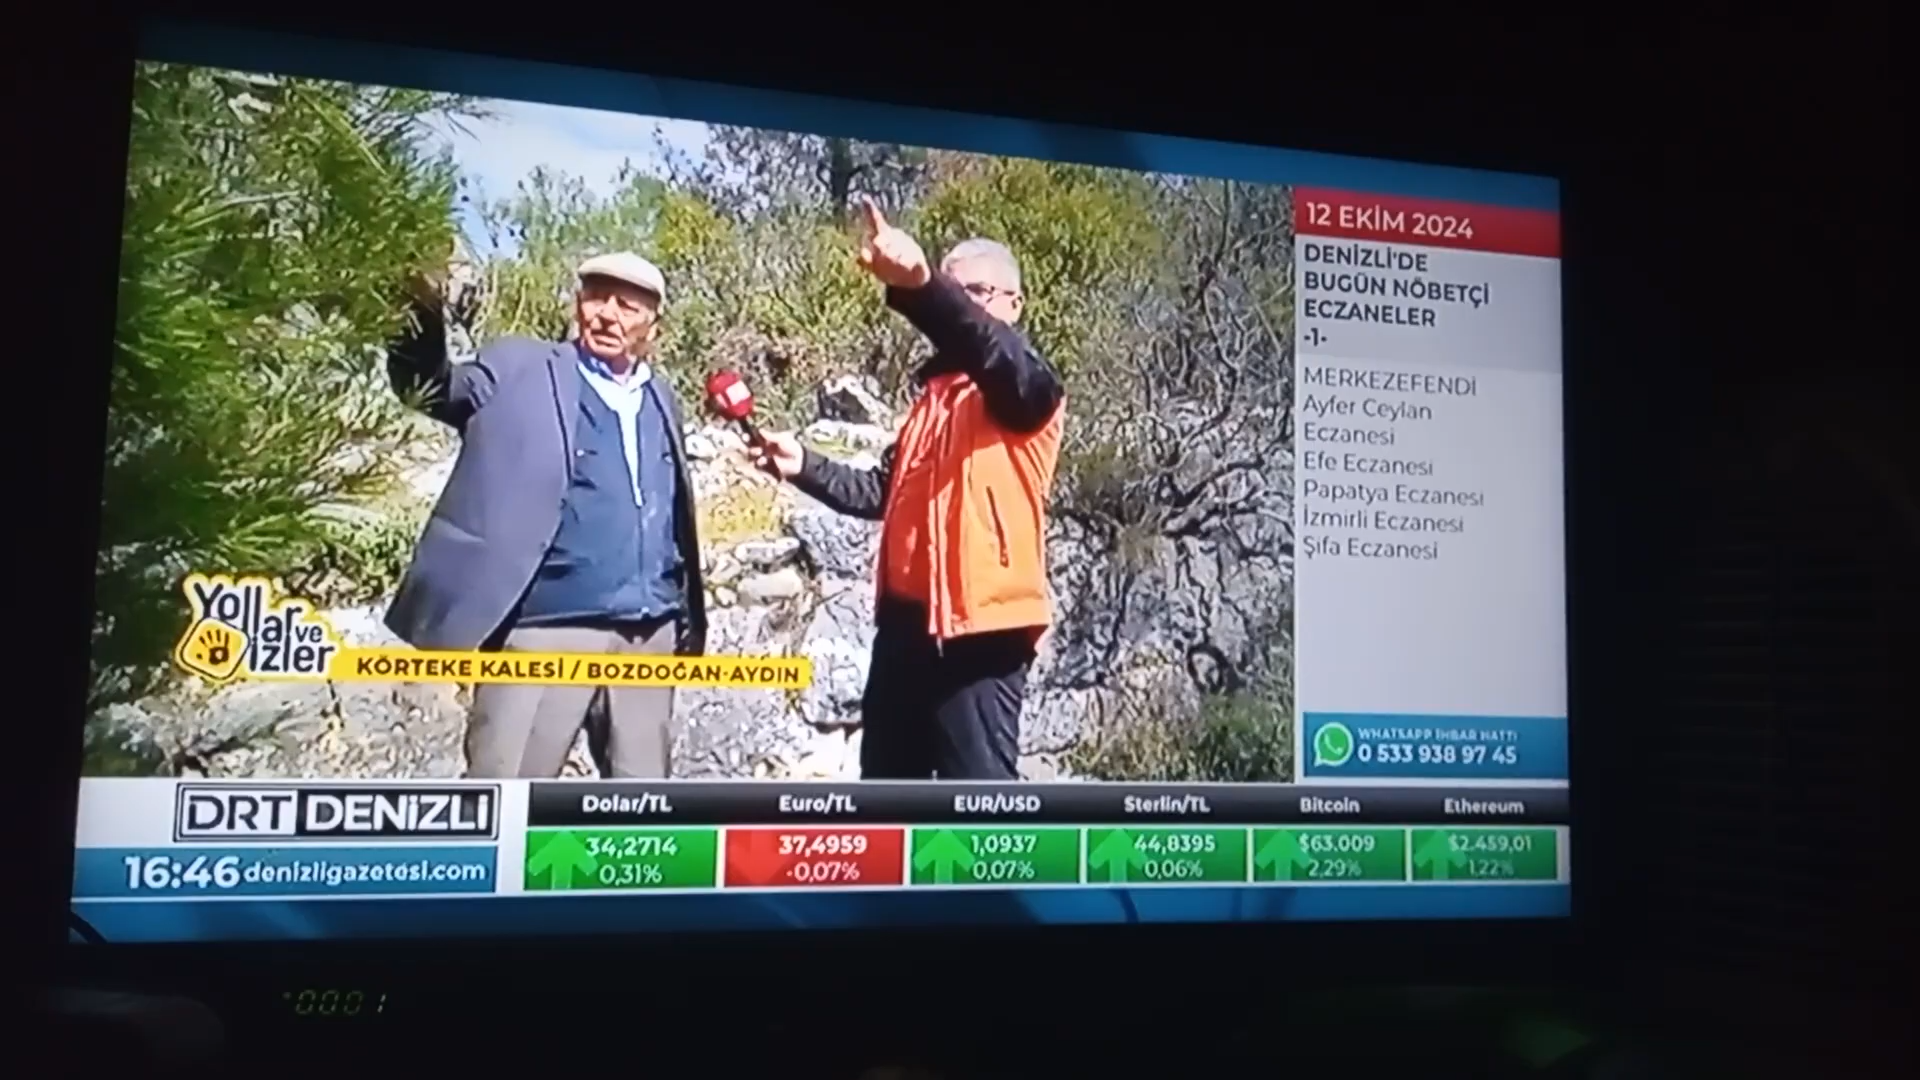 12 EKİM 2024
DENİZLİ'DE
BUGÜN NÖBETÇİ
ECZANELER
-1-
MERKEZEFENDİ
Ayfer Ceylan
Eczanesi
Efe Eczanesi
Papatya Eczanesi
İzmirli Eczanesi
Şifa Eczanesi
Yollar ve
İzler
KÖRTEKE KALESİ / BOZDOĞAN-AYDIN
WHATSAPP İHBAR HATTI
0 533 938 97 45
DRT DENİZLİ
16:46 denizligazetesi.com
Dolar/TL Euro/TL EUR/USD Sterlin/TL Bitcoin Ethereum
34,2714 37,4959 1,0937 44,8395 $63.009 $2.459,01
0,31% -0,07% 0,07% 0,06% 2,29% 1,22%
0001